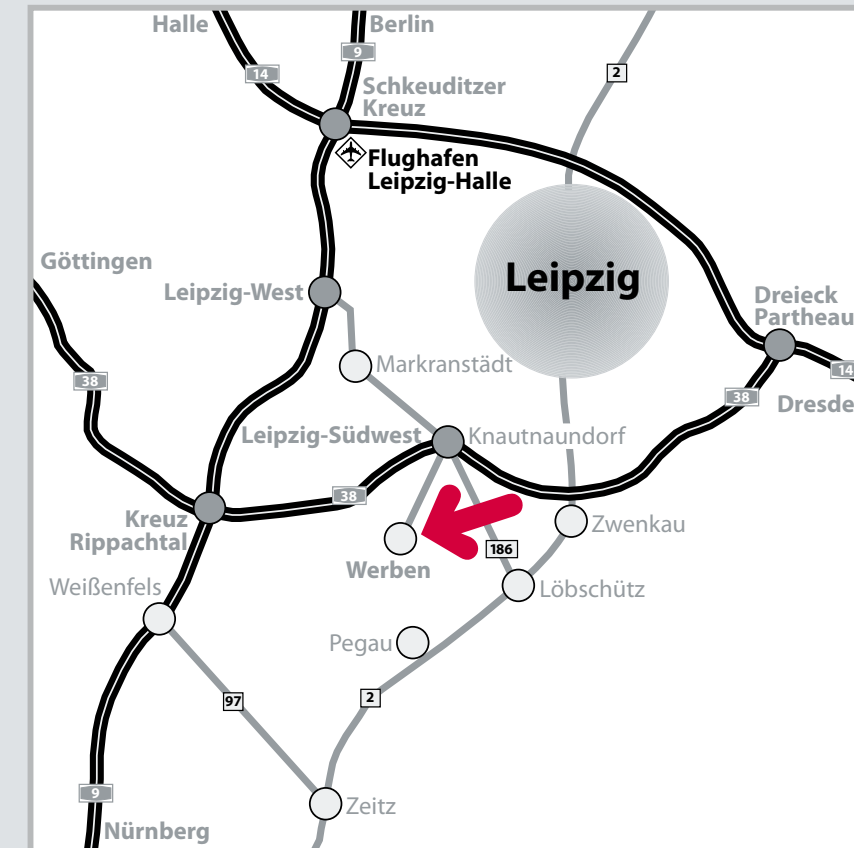 Halle
Berlin
9
14
2
Schkeuditzer
Kreuz
Flughafen
Leipzig-Halle
Göttingen
Leipzig
Leipzig-West
Dreieck
Partheau
Markranstädt
14
38
38
Dresde
Leipzig-Südwest
Knautnaundorf
38
Kreuz
Rippachtal
Zwenkau
186
Werben
Weißenfels
Löbschütz
Pegau
97
2
9
Zeitz
Nürnberg